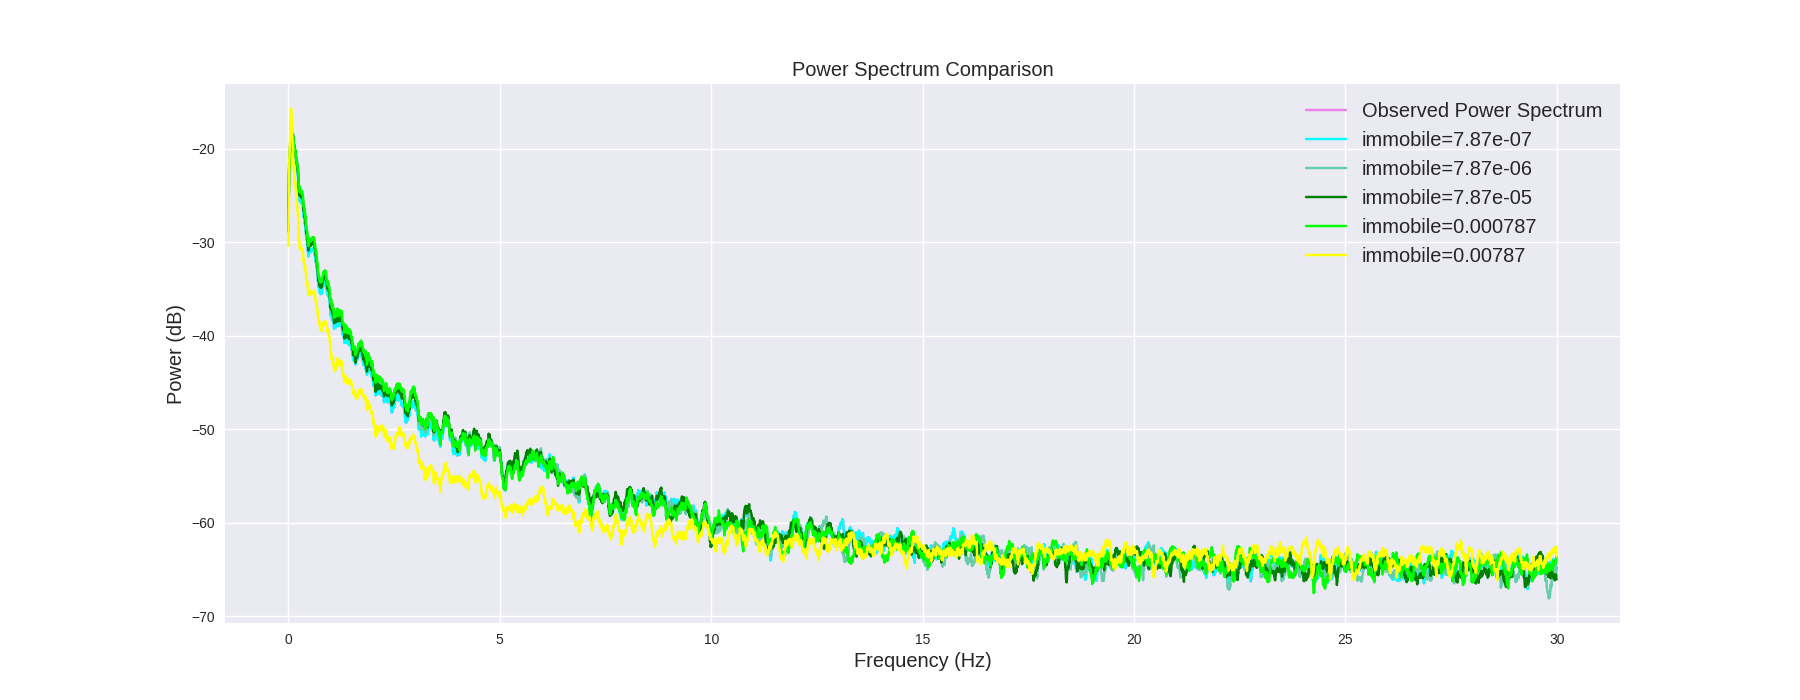 Power Spectrum Comparison
Observed Power Spectrum
immobile=7.87e-07
immobile=7.87e-06
immobile=7.87e-05
immobile=0.000787
immobile=0.00787
Power (dB)
−20
−30
−40
−50
−60
−70
0 5 10 15 20 25 30
Frequency (Hz)